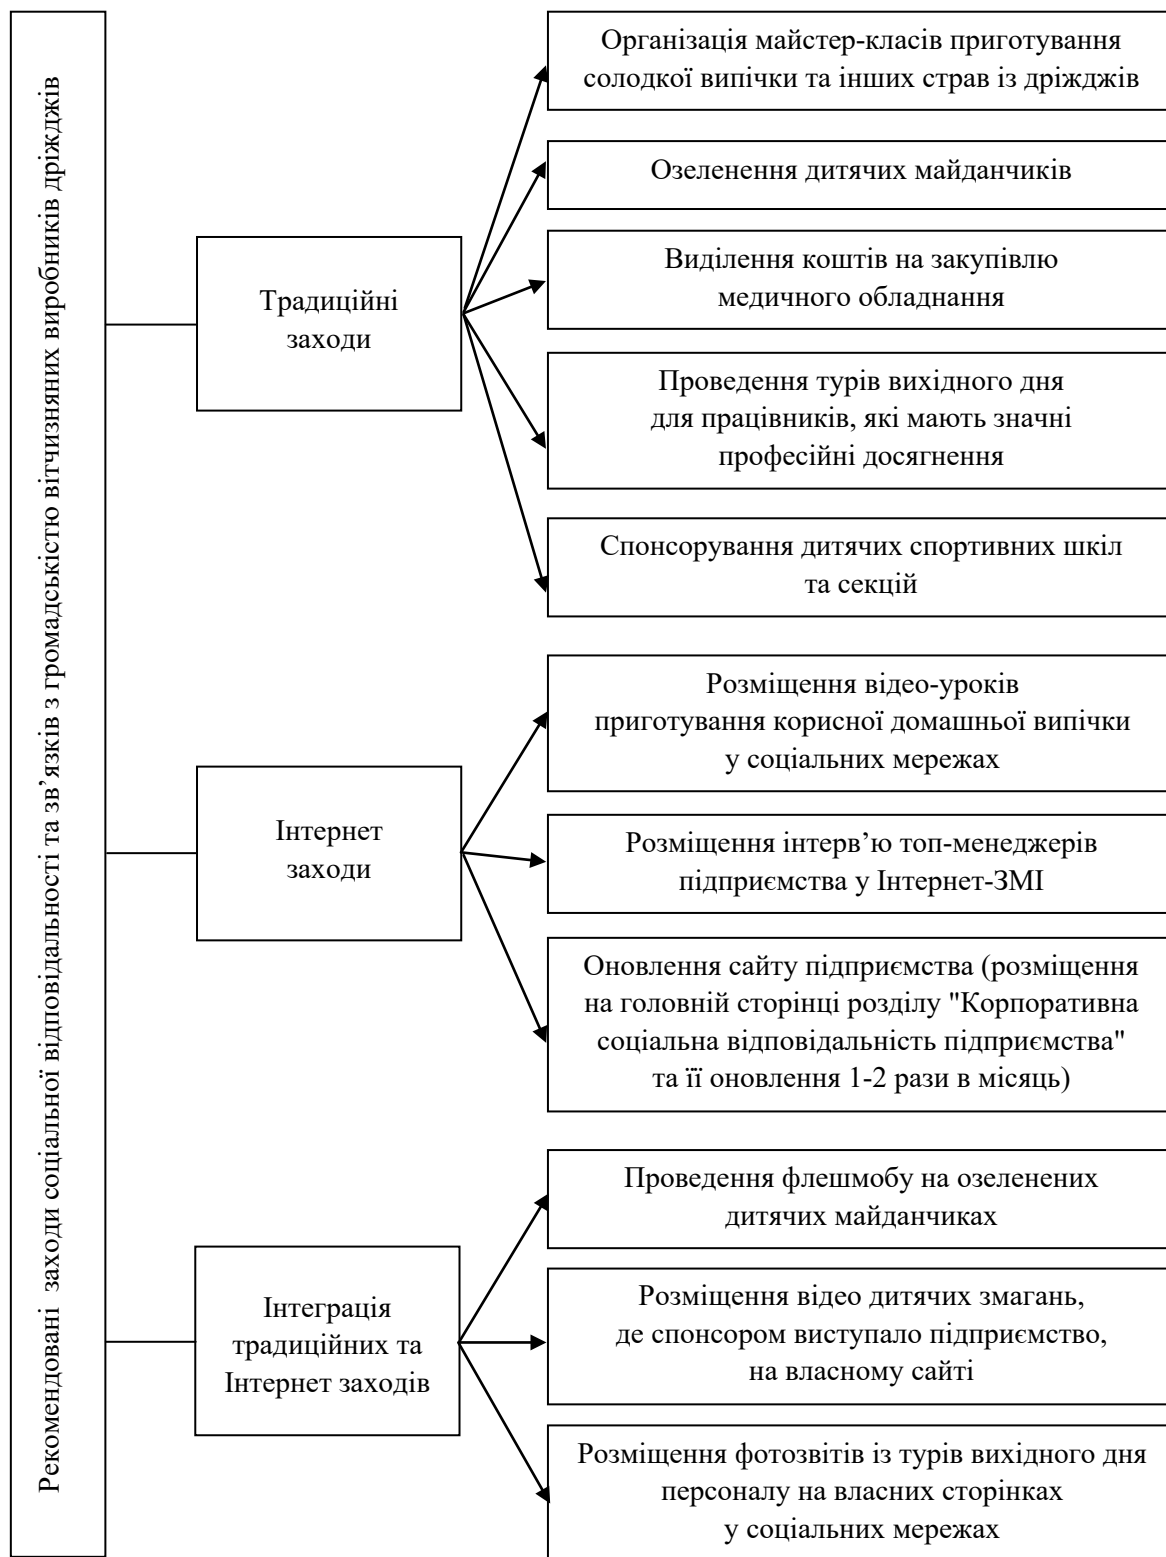 Рекомендовані заходи соціальної відповідальності та зв’язків з громадськістю вітчизняних виробників дріжджів
Традиційні
заходи
Організація майстер-класів приготування
солодкої випічки та інших страв із дріжджів
Озеленення дитячих майданчиків
Виділення коштів на закупівлю
медичного обладнання
Проведення турів вихідного дня
для працівників, які мають значні
професійні досягнення
Спонсорування дитячих спортивних шкіл
та секцій
Інтернет
заходи
Розміщення відео-уроків
приготування корисної домашньої випічки
у соціальних мережах
Розміщення інтерв’ю топ-менеджерів
підприємства у Інтернет-ЗМІ
Оновлення сайту підприємства (розміщення
на головній сторінці розділу "Корпоративна
соціальна відповідальність підприємства"
та її оновлення 1-2 рази в місяць)
Інтеграція
традиційних та
Інтернет заходів
Проведення флешмобу на озеленених
дитячих майданчиках
Розміщення відео дитячих змагань,
де спонсором виступало підприємство,
на власному сайті
Розміщення фотозвітів із турів вихідного дня
персоналу на власних сторінках
у соціальних мережах